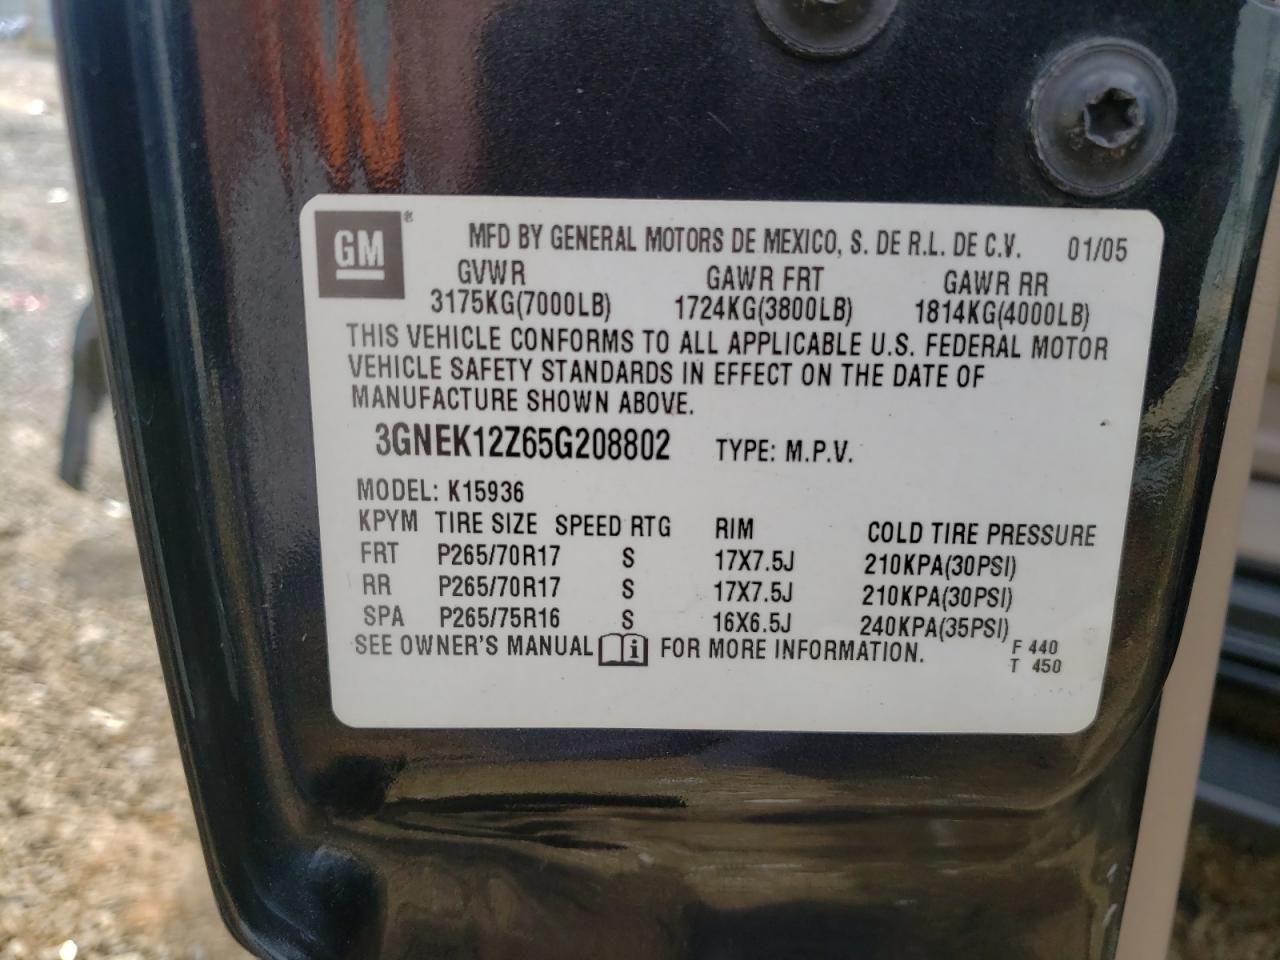 GM ®
MFD BY GENERAL MOTORS DE MEXICO, S. DE R.L. DE C.V. 01/05
GVWR GAWR FRT GAWR RR
3175KG(7000LB) 1724KG(3800LB) 1814KG(4000LB)
THIS VEHICLE CONFORMS TO ALL APPLICABLE U.S. FEDERAL MOTOR
VEHICLE SAFETY STANDARDS IN EFFECT ON THE DATE OF
MANUFACTURE SHOWN ABOVE.
3GNEK12Z65G208802 TYPE: M.P.V.
MODEL: K15936
KPYM TIRE SIZE SPEED RTG RIM COLD TIRE PRESSURE
FRT P265/70R17 S 17X7.5J 210KPA(30PSI)
RR P265/70R17 S 17X7.5J 210KPA(30PSI)
SPA P265/75R16 S 16X6.5J 240KPA(35PSI)
SEE OWNER'S MANUAL i FOR MORE INFORMATION. F 440
T 450